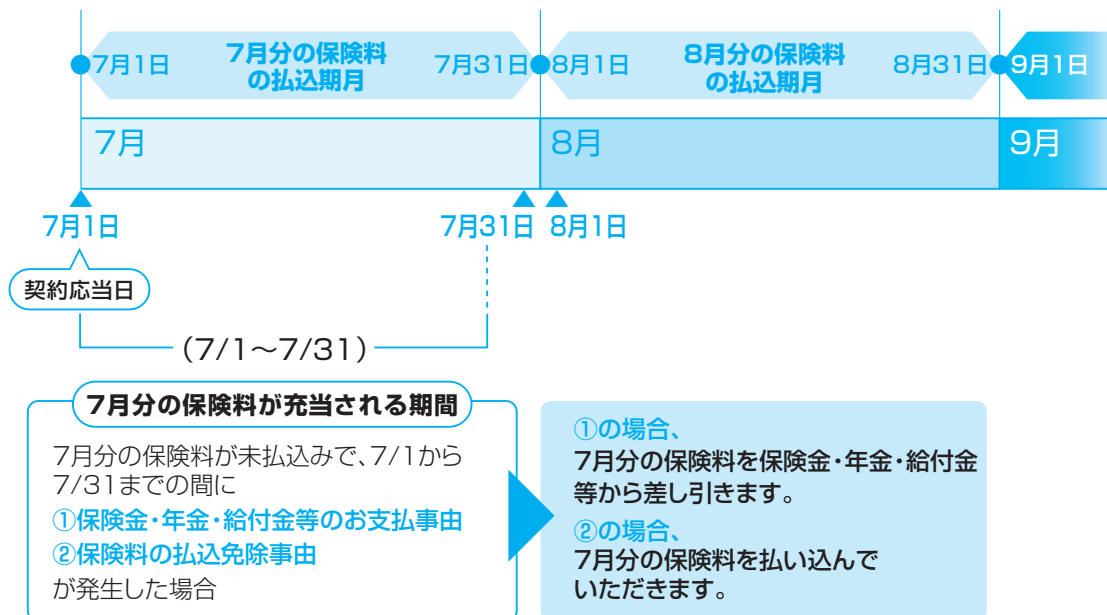 7月1日
7月分の保険料
の払込期月
7月31日
8月1日
8月分の保険料
の払込期月
8月31日
9月1日
7月
8月
9月
7月1日
7月31日
8月1日
契約応当日
（7/1～7/31）
7月分の保険料が充当される期間
7月分の保険料が未払込みで、7/1から
7/31までの間に
①保険金・年金・給付金等のお支払事由
②保険料の払込免除事由
が発生した場合
①の場合、
7月分の保険料を保険金・年金・給付金
等から差し引きます。
②の場合、
7月分の保険料を払い込んで
いただきます。